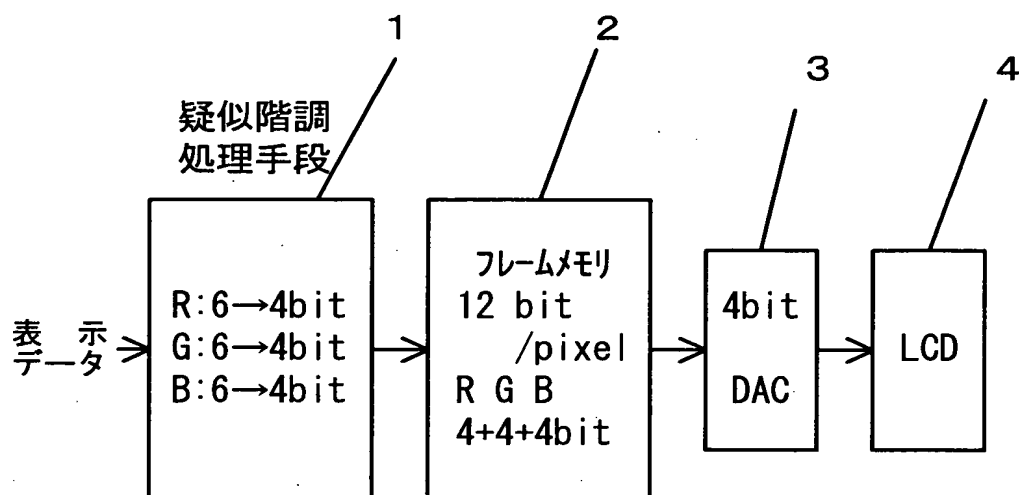 1
2
3
4
疑似階調
処理手段
表　示
データ
R:6→4bit
G:6→4bit
B:6→4bit
フレームメモリ
12 bit
/pixel
R G B
4+4+4bit
4bit
DAC
LCD